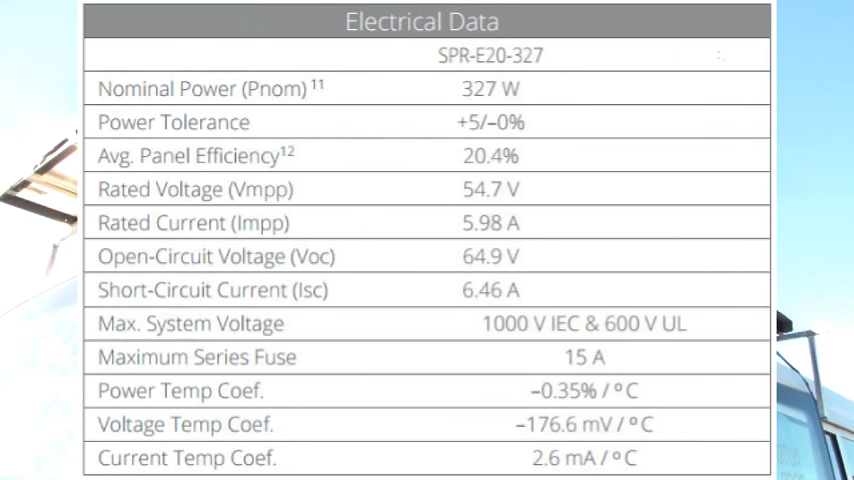 Electrical Data
SPR-E20-327
Nominal Power (Pnom) 11 327 W
Power Tolerance +5/–0%
Avg. Panel Efficiency12 20.4%
Rated Voltage (Vmpp) 54.7 V
Rated Current (Impp) 5.98 A
Open-Circuit Voltage (Voc) 64.9 V
Short-Circuit Current (Isc) 6.46 A
Max. System Voltage 1000 V IEC & 600 V UL
Maximum Series Fuse 15 A
Power Temp Coef. –0.35% / º C
Voltage Temp Coef. –176.6 mV / º C
Current Temp Coef. 2.6 mA / º C